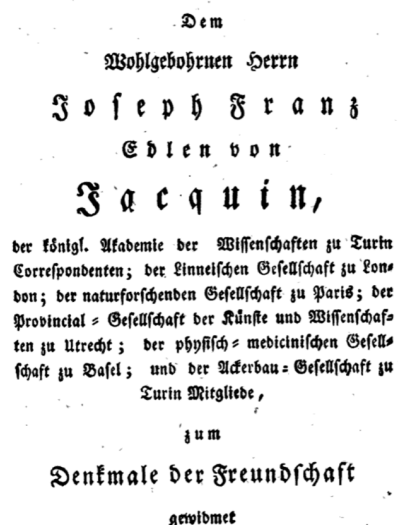 Dem
Wohlgebohrnen Herrn
Joseph Franz
Edlen von
Jacquin,
der königl. Akademie der Wissenschaften zu Turin
Correspondenten; der Linneischen Gesellschaft zu Lon-
don; der naturforschenden Gesellschaft zu Paris; der
Provincial-Gesellschaft der Künste und Wissenschaf-
ten zu Utrecht; der physisch-medicinischen Gesell-
schaft zu Basel; und der Ackerbau-Gesellschaft zu
Turin Mitgliede,
zum
Denkmale der Freundschaft
gewidmet